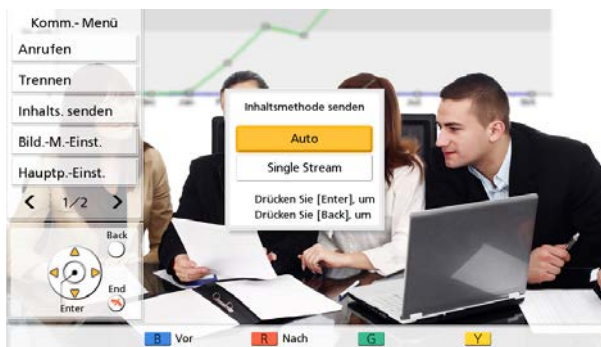 Komm.- Menü
Anrufen
Trennen
Inhalts. senden
Bild.-M.-Einst.
Hauptp.-Einst.
1/2
Back
End
Enter
Inhaltsmethode senden
Auto
Single Stream
Drücken Sie [Enter], um
Drücken Sie [Back], um
B Vor
R Nach
G
Y